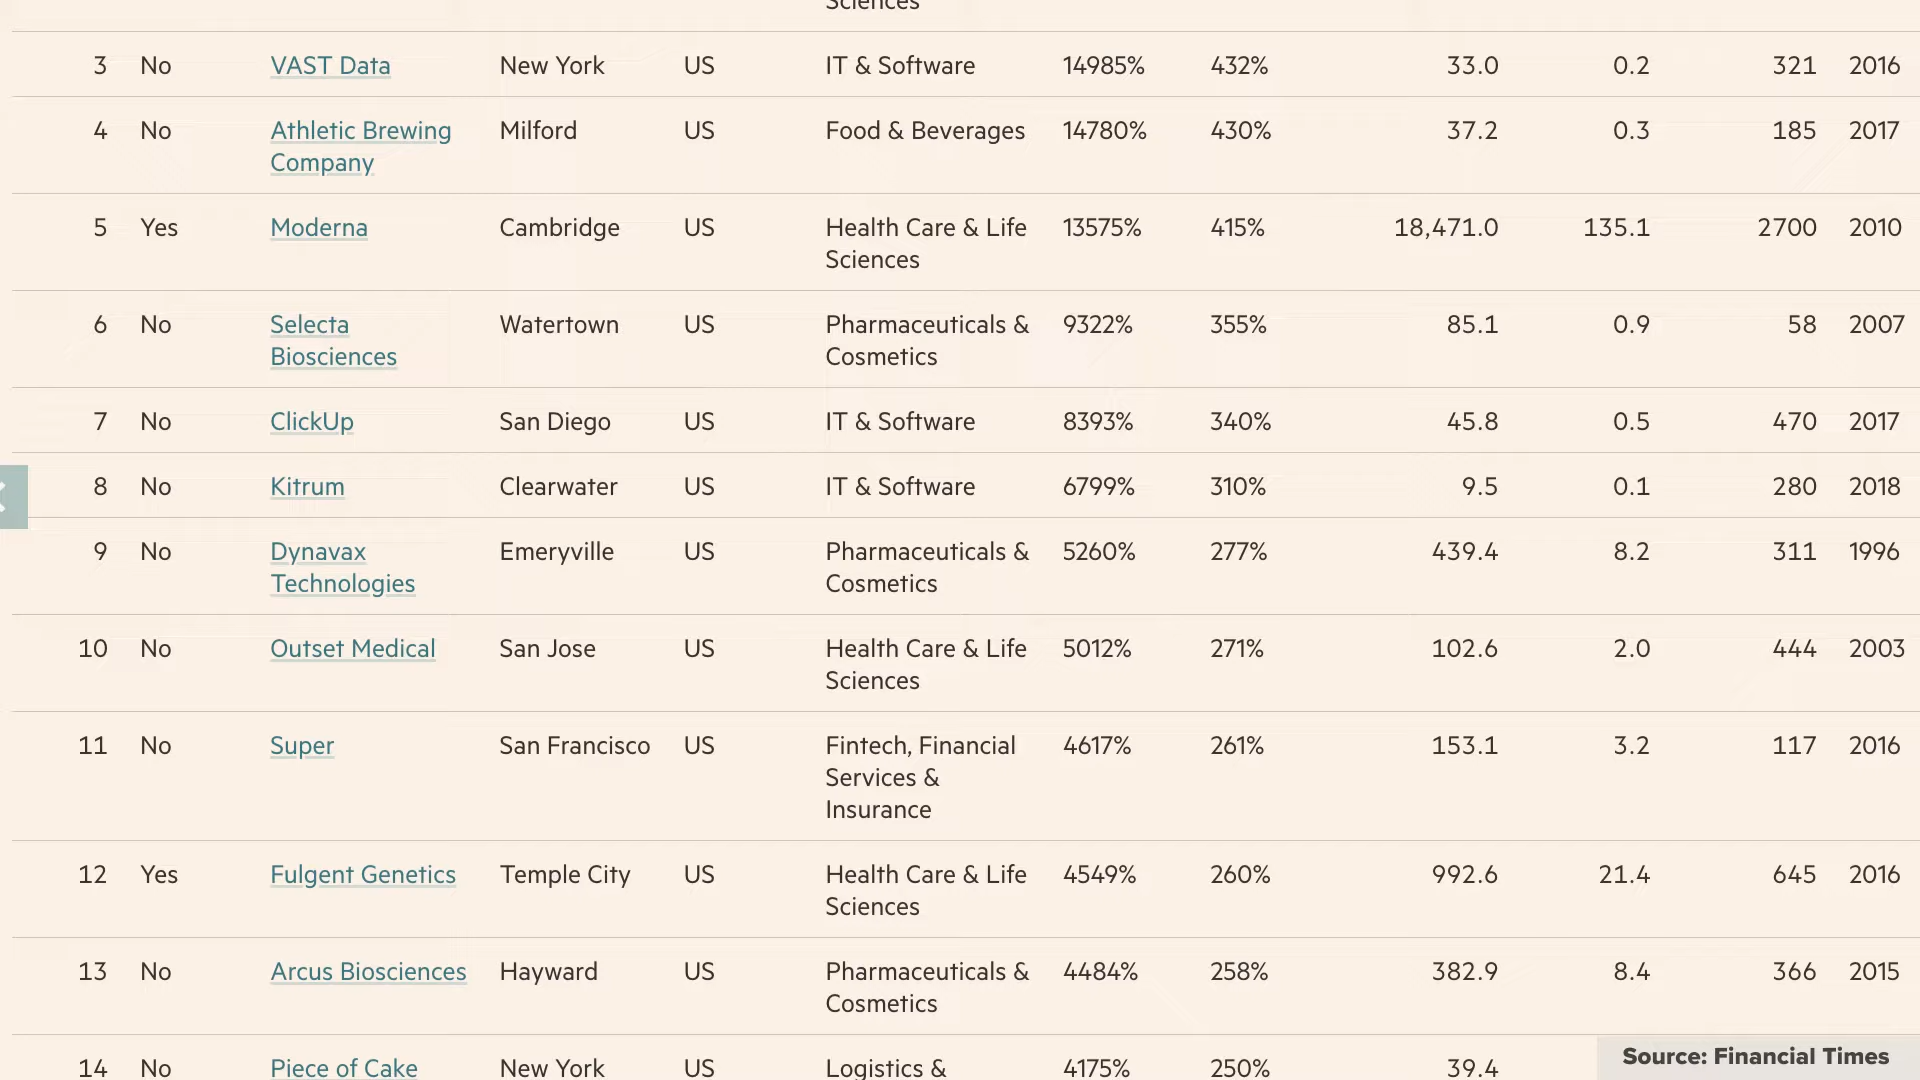 Sciences
3 No VAST Data New York US IT & Software 14985% 432% 33.0 0.2 321 2016
4 No Athletic Brewing Milford US Food & Beverages 14780% 430% 37.2 0.3 185 2017
Company
5 Yes Moderna Cambridge US Health Care & Life 13575% 415% 18,471.0 135.1 2700 2010
Sciences
6 No Selecta Watertown US Pharmaceuticals & 9322% 355% 85.1 0.9 58 2007
Biosciences Cosmetics
7 No ClickUp San Diego US IT & Software 8393% 340% 45.8 0.5 470 2017
8 No Kitrum Clearwater US IT & Software 6799% 310% 9.5 0.1 280 2018
9 No Dynavax Emeryville US Pharmaceuticals & 5260% 277% 439.4 8.2 311 1996
Technologies Cosmetics
10 No Outset Medical San Jose US Health Care & Life 5012% 271% 102.6 2.0 444 2003
Sciences
11 No Super San Francisco US Fintech, Financial 4617% 261% 153.1 3.2 117 2016
Services &
Insurance
12 Yes Fulgent Genetics Temple City US Health Care & Life 4549% 260% 992.6 21.4 645 2016
Sciences
13 No Arcus Biosciences Hayward US Pharmaceuticals & 4484% 258% 382.9 8.4 366 2015
Cosmetics
14 No Piece of Cake New York US Logistics & 4175% 250% 39.4
Source: Financial Times